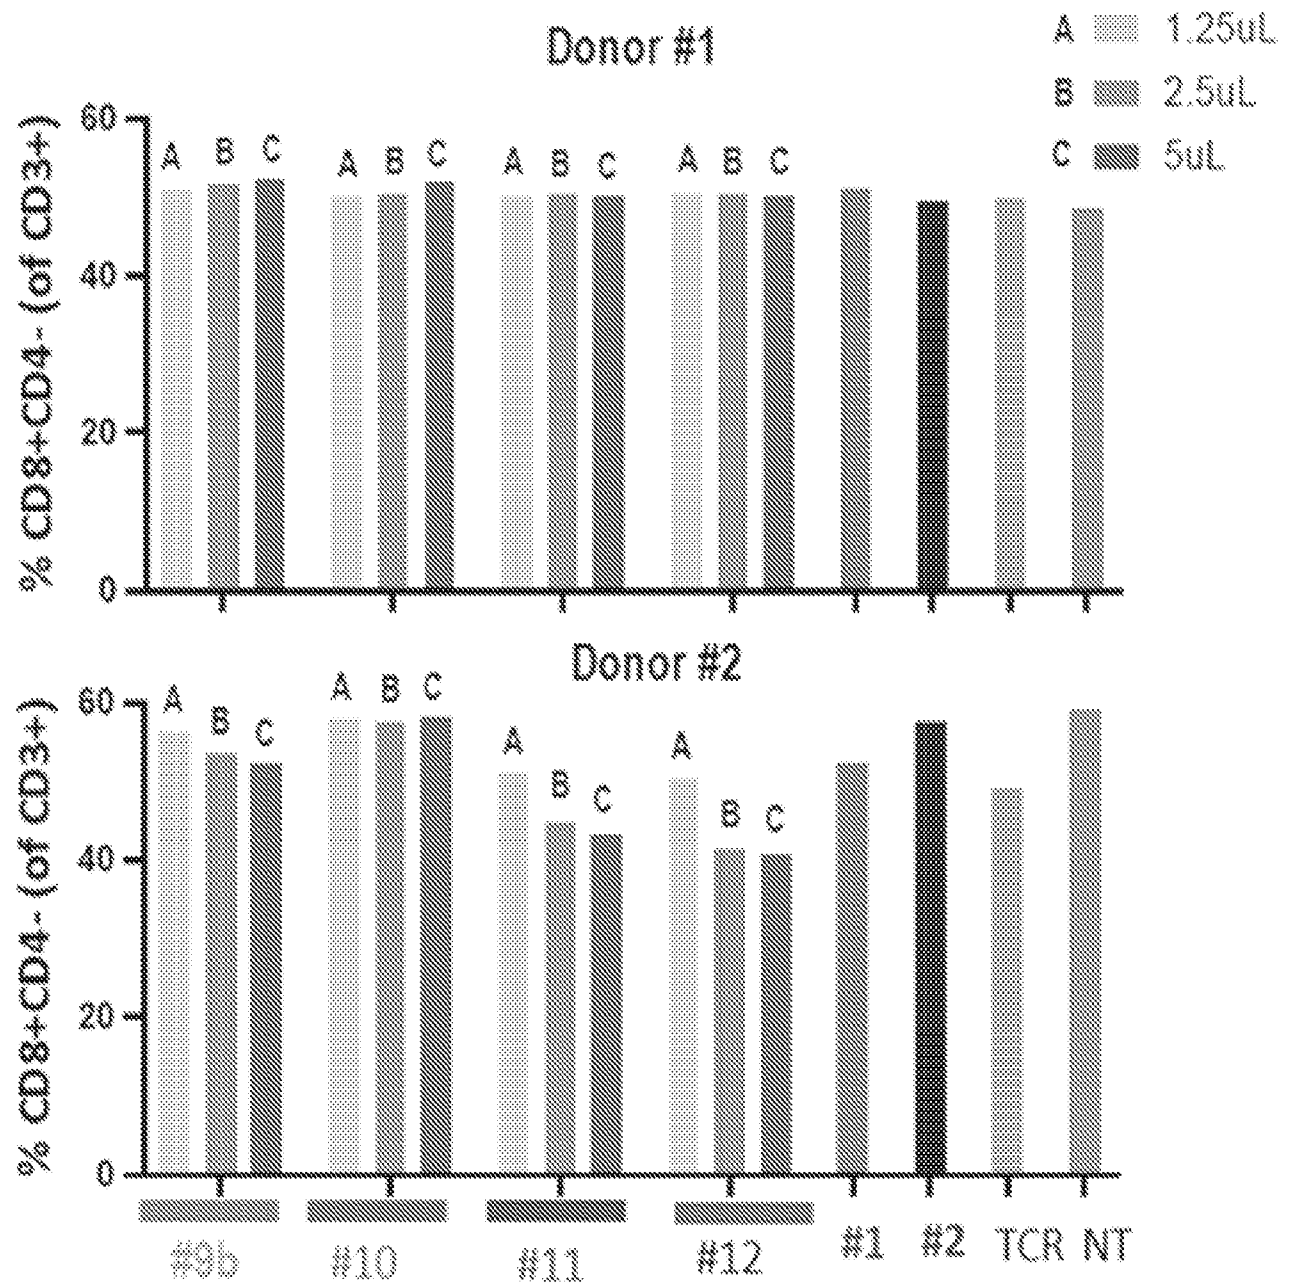 Donor #1
A 1.25uL
B 2.5uL
C 5uL
% CD8+CD4- (of CD3+)
60
40
20
0
A B C A B C A B C A B C
Donor #2
% CD8+CD4- (of CD3+)
60
40
20
0
A B C A B C A B C A B C
#9b #10 #11 #12 #1 #2 TCR NT